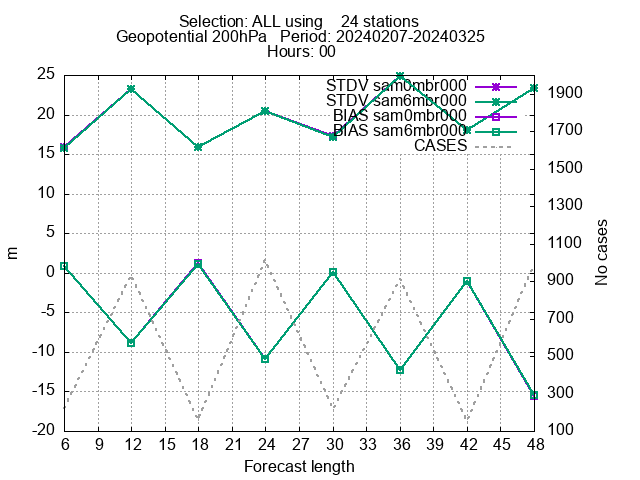 Selection: ALL using    24 stations
Geopotential 200hPa   Period: 20240207-20240325
Hours: 00
STDV sam0mbr000
STDV sam6mbr000
BIAS sam0mbr000
BIAS sam6mbr000
CASES
25
20
15
10
5
0
-5
-10
-15
-20
m
1900
1700
1500
1300
1100
900
700
500
300
100
No cases
6 9 12 15 18 21 24 27 30 33 36 39 42 45 48
Forecast length